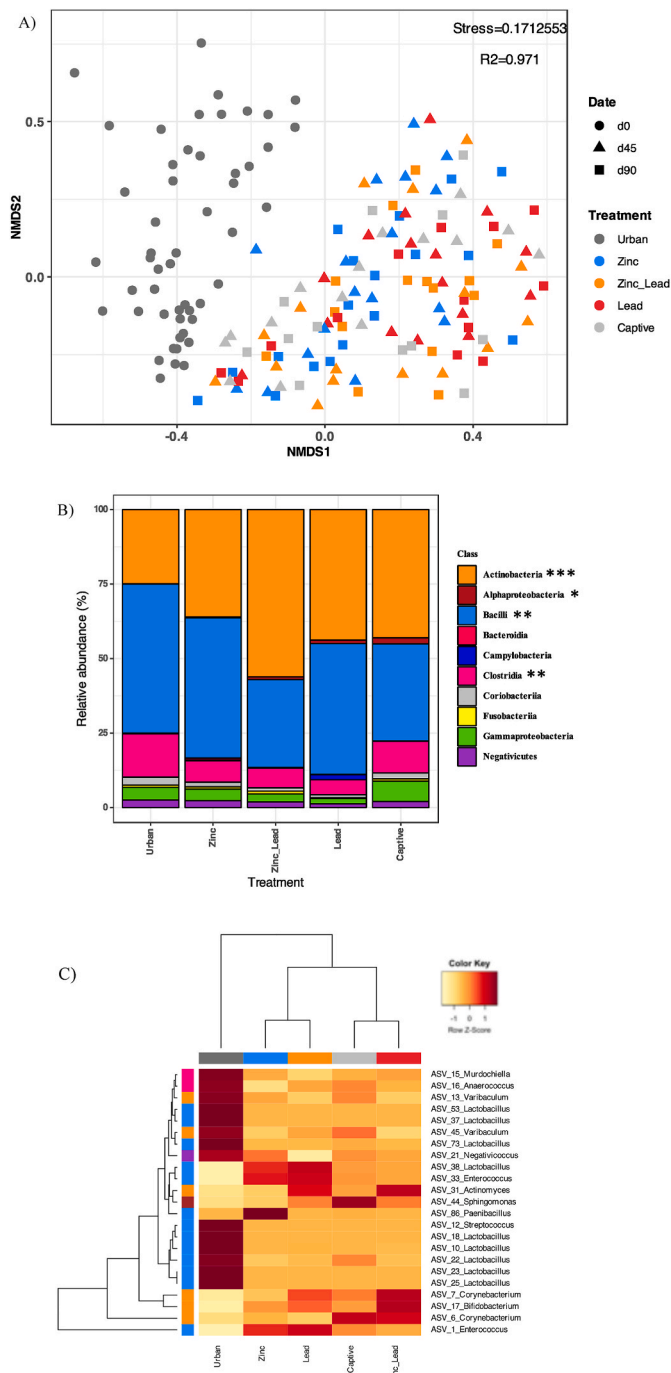 A)
Stress=0.1712553
R2=0.971
0.5
0.0
NMDS2
-0.4
0.0
0.4
NMDS1
Date
d0
d45
d90
Treatment
Urban
Zinc
Zinc_Lead
Lead
Captive
B)
100
75
50
25
0
Relative abundance (%)
Urban
Zinc
Zinc_Lead
Lead
Captive
Treatment
Class
Actinobacteria ***
Alphaproteobacteria *
Bacilli **
Bacteroidia
Campylobacteria
Clostridia **
Coriobacteriia
Fusobacteriia
Gammaproteobacteria
Negativicutes
C)
Color Key
-1
1
Row Z-Score
ASV_15_Murdochiella
ASV_16_Anaerococcus
ASV_13_Varibaculum
ASV_53_Lactobacillus
ASV_37_Lactobacillus
ASV_45_Varibaculum
ASV_73_Lactobacillus
ASV_21_Negativicoccus
ASV_38_Lactobacillus
ASV_33_Enterococcus
ASV_31_Actinomyces
ASV_44_Sphingomonas
ASV_86_Paenibacillus
ASV_12_Streptococcus
ASV_18_Lactobacillus
ASV_10_Lactobacillus
ASV_22_Lactobacillus
ASV_23_Lactobacillus
ASV_25_Lactobacillus
ASV_7_Corynebacterium
ASV_17_Bifidobacterium
ASV_6_Corynebacterium
ASV_1_Enterococcus
Urban
Zinc
Lead
Captive
nc_Lead